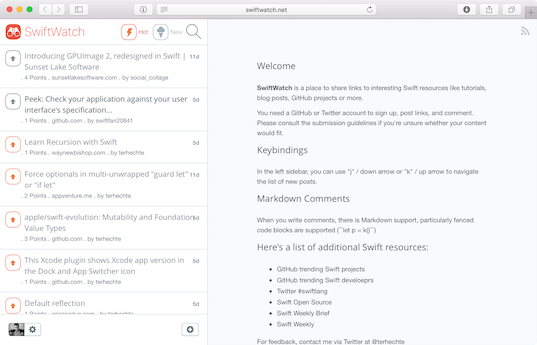 swiftwatch.net
SwiftWatch
Hot
New
Introducing GPUImage 2, redesigned in Swift |
Sunset Lake Software
11d
. 4 Points . sunsetlakesoftware.com . by social_collage
Peek: Check your application against your user
interface's specification...
5d
. 1 Points . github.com . by swiftfan20841
Learn Recursion with Swift
5d
. 1 Points . waynewbishop.com . by terhechte
Force optionals in multi-unwrapped "guard let"
or "if let"
11d
. 2 Points . appventure.me . by terhechte
apple/swift-evolution: Mutability and Foundation
Value Types
5d
. 3 Points . github.com . by terhechte
This Xcode plugin shows Xcode app version in
the Dock and App Switcher icon
5d
. 1 Points . github.com . by terhechte
Default reflection
5d
Welcome
SwiftWatch is a place to share links to interesting Swift resources like tutorials,
blog posts, GitHub projects or more.
You need a GitHub or Twitter account to sign up, post links, and comment.
Please consult the submission guidelines if you're unsure whether your content
would fit.
Keybindings
In the left sidebar, you can use "j" / down arrow or "k" / up arrow to navigate
the list of new posts.
Markdown Comments
When you write comments, there is Markdown support, particularly fenced
code blocks are supported (``let p = k()``)
Here's a list of additional Swift resources:
GitHub trending Swift projects
GitHub trending Swift develoeprs
Twitter #swiftlang
Swift Open Source
Swift Weekly Brief
Swift Weekly
For feedback, contact me via Twitter at @terhechte